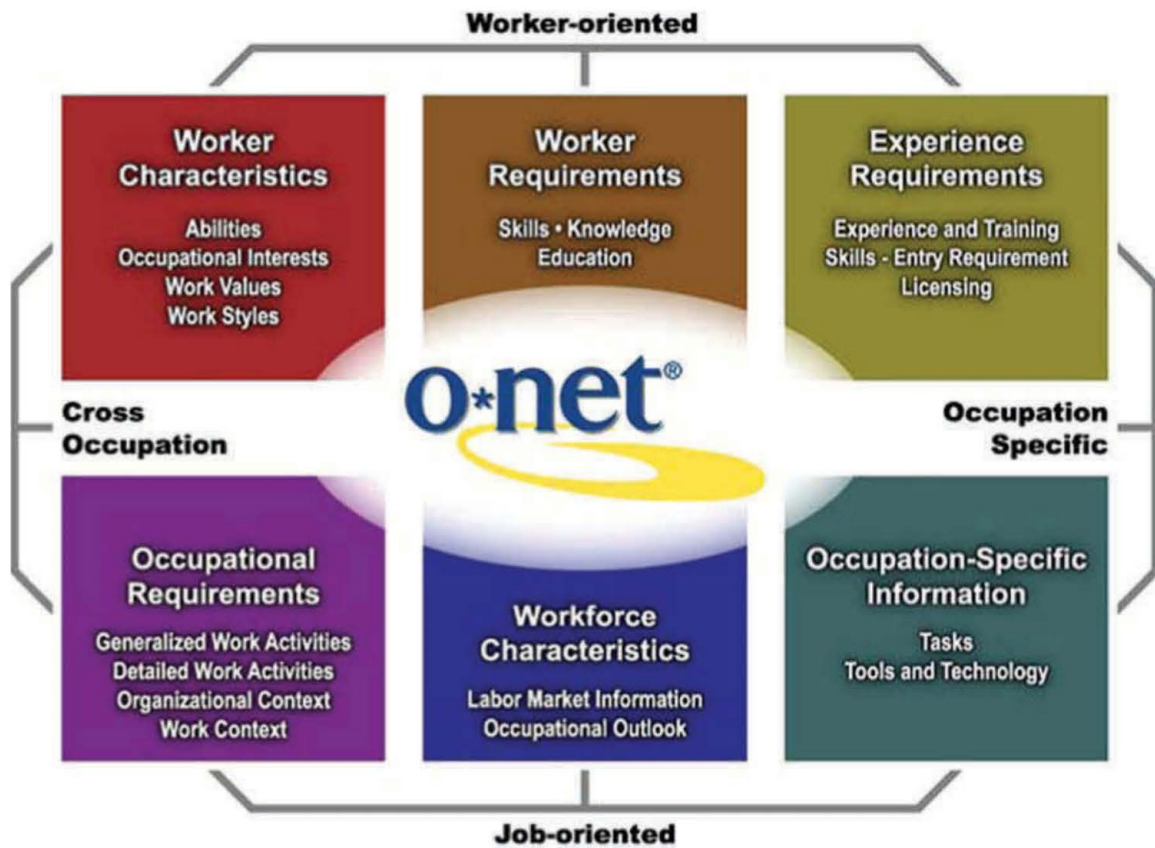 Worker-oriented
Worker
Characteristics
Abilities
Occupational Interests
Work Values
Work Styles
Worker
Requirements
Skills • Knowledge
Education
Experience
Requirements
Experience and Training
Skills - Entry Requirement
Licensing
o*net®
Cross
Occupation
Occupation
Specific
Occupational
Requirements
Generalized Work Activities
Detailed Work Activities
Organizational Context
Work Context
Workforce
Characteristics
Labor Market Information
Occupational Outlook
Occupation-Specific
Information
Tasks
Tools and Technology
Job-oriented